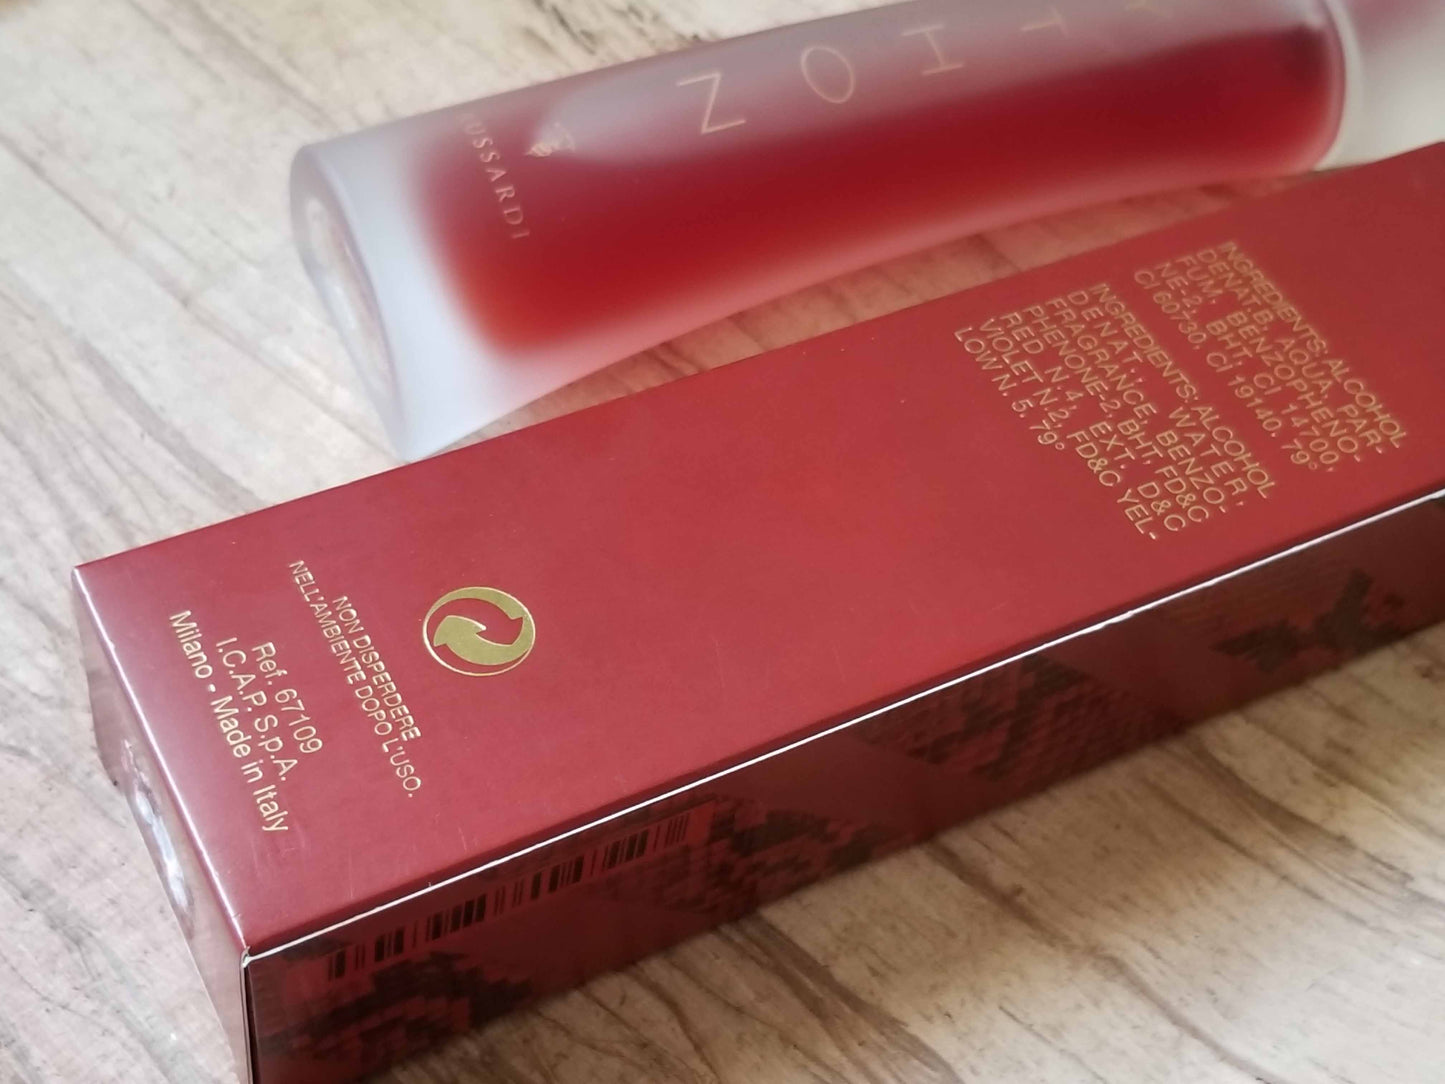 YTHON
RUSSARDI
INGREDIENTS: ALCOHOL
DENAT.B, AQUA, PAR-
FUM, BENZOPHENO-
NE-2, BHT, CI 14700,
CI 60730, CI 19140. 79°
INGREDIENTS: ALCOHOL
DENAT., WATER,
FRAGRANCE, BENZO-
PHENONE-2, BHT, FD&C
RED N.4, EXT. D&C
VIOLET N.2, FD&C YEL-
LOW N. 5. 79°
NON DISPERDERE
NELL'AMBIENTE DOPO L'USO.
Ref. 67109
I.C.A.P. S.p.A.
Milano - Made in Italy